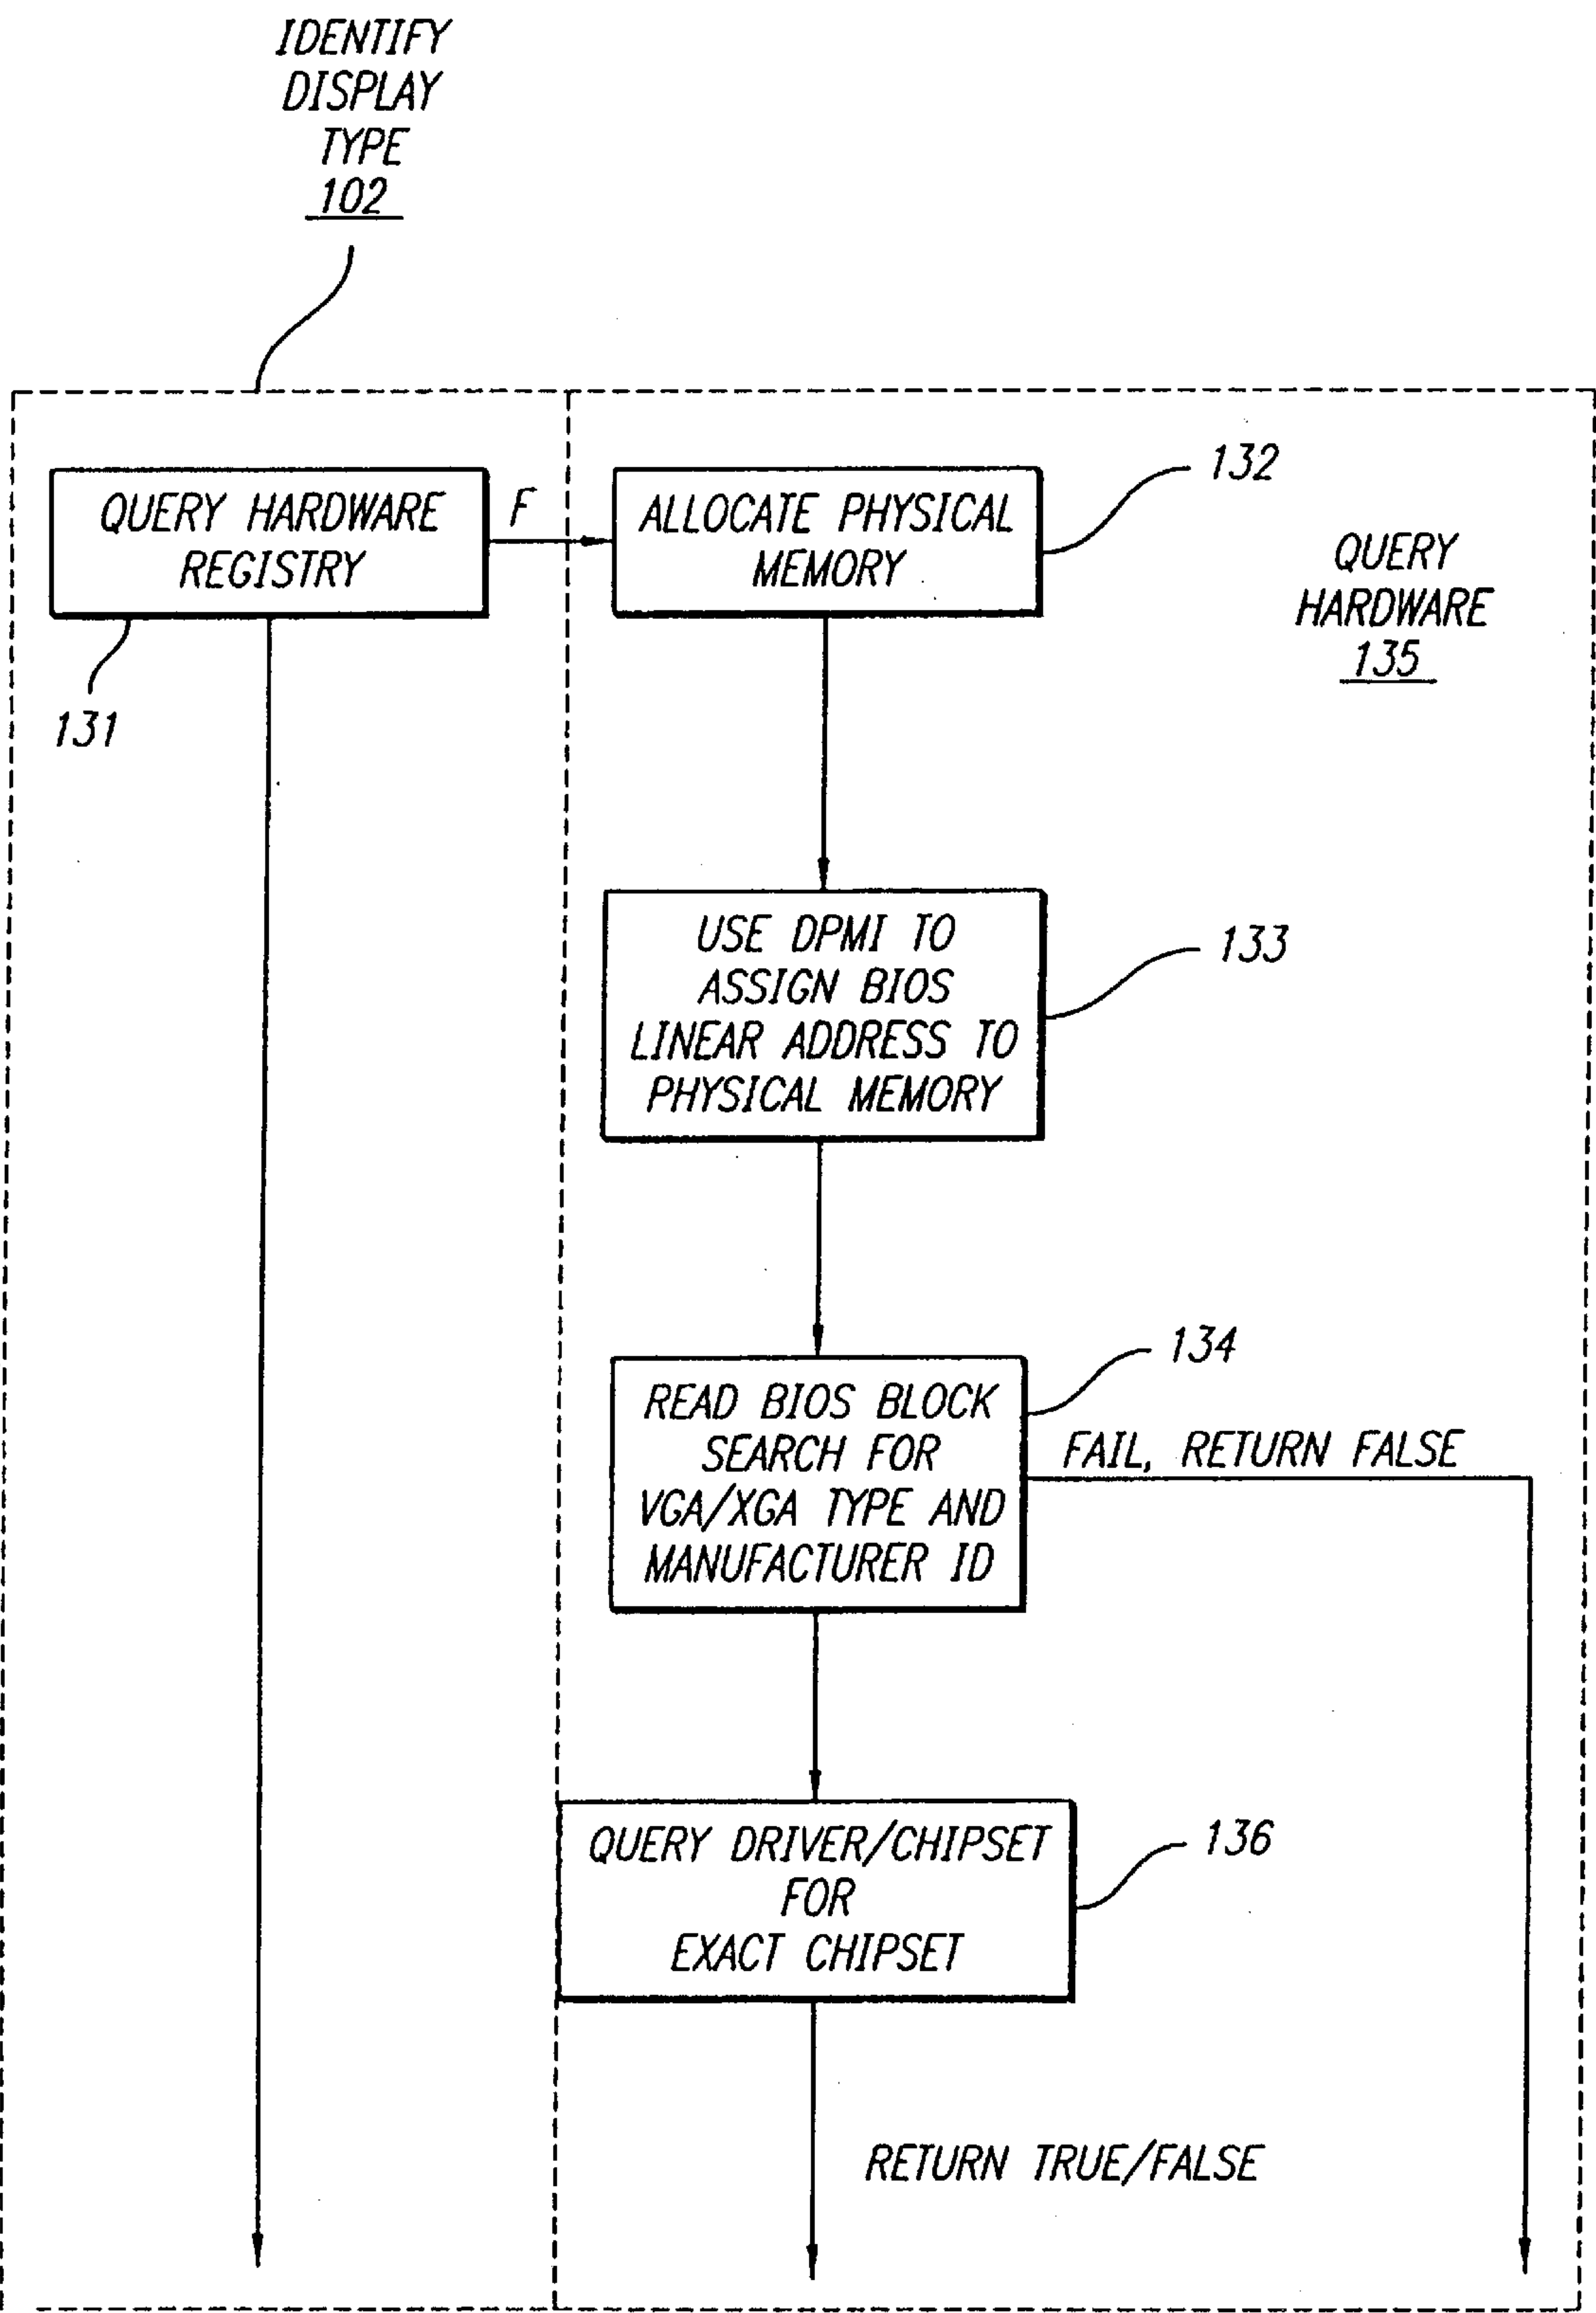 IDENTIFY
DISPLAY
TYPE
102
QUERY HARDWARE
REGISTRY
131
F
ALLOCATE PHYSICAL
MEMORY
132
QUERY
HARDWARE
135
USE DPMI TO
ASSIGN BIOS
LINEAR ADDRESS TO
PHYSICAL MEMORY
133
READ BIOS BLOCK
SEARCH FOR
VGA/XGA TYPE AND
MANUFACTURER ID
134
FAIL, RETURN FALSE
QUERY DRIVER/CHIPSET
FOR
EXACT CHIPSET
136
RETURN TRUE/FALSE